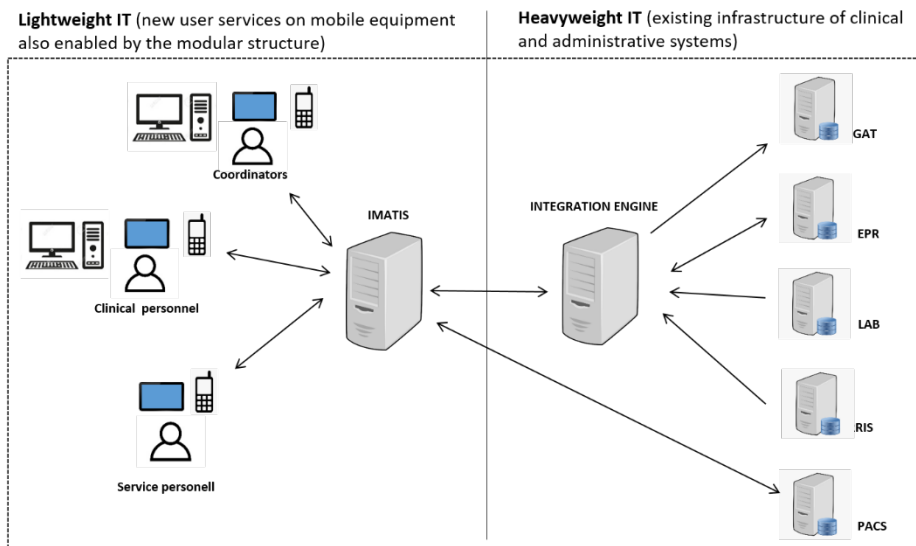 Lightweight IT (new user services on mobile equipment
also enabled by the modular structure)
Heavyweight IT (existing infrastructure of clinical
and administrative systems)
Coordinators
Clinical personnel
Service personell
IMATIS
INTEGRATION ENGINE
GAT
EPR
LAB
RIS
PACS